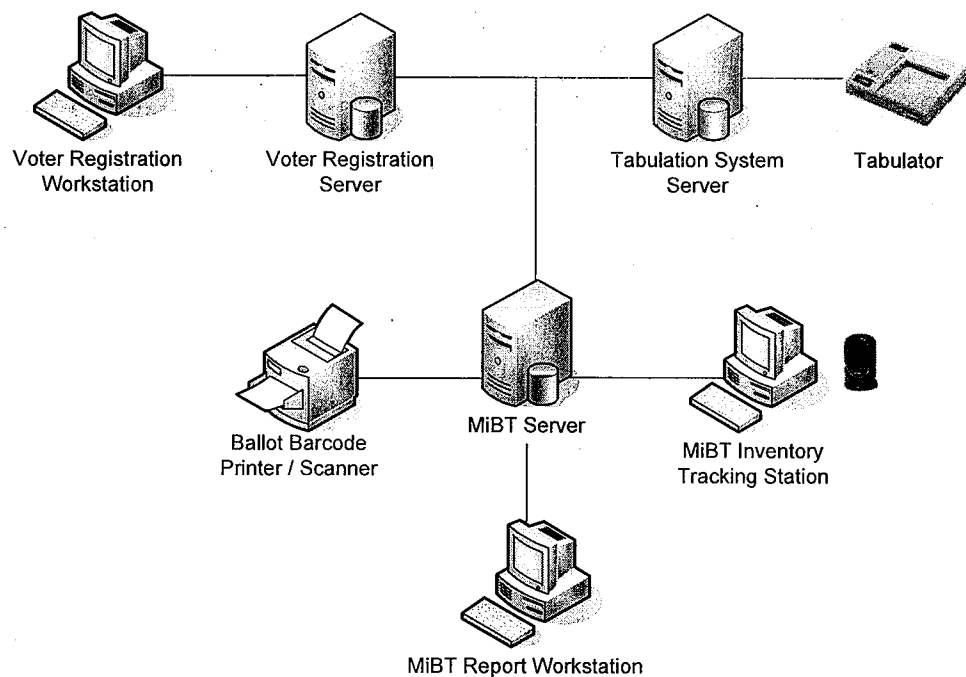 Voter Registration
Workstation
Voter Registration
Server
Tabulation System
Server
Tabulator
Ballot Barcode
Printer / Scanner
MiBT Server
MiBT Inventory
Tracking Station
MiBT Report Workstation